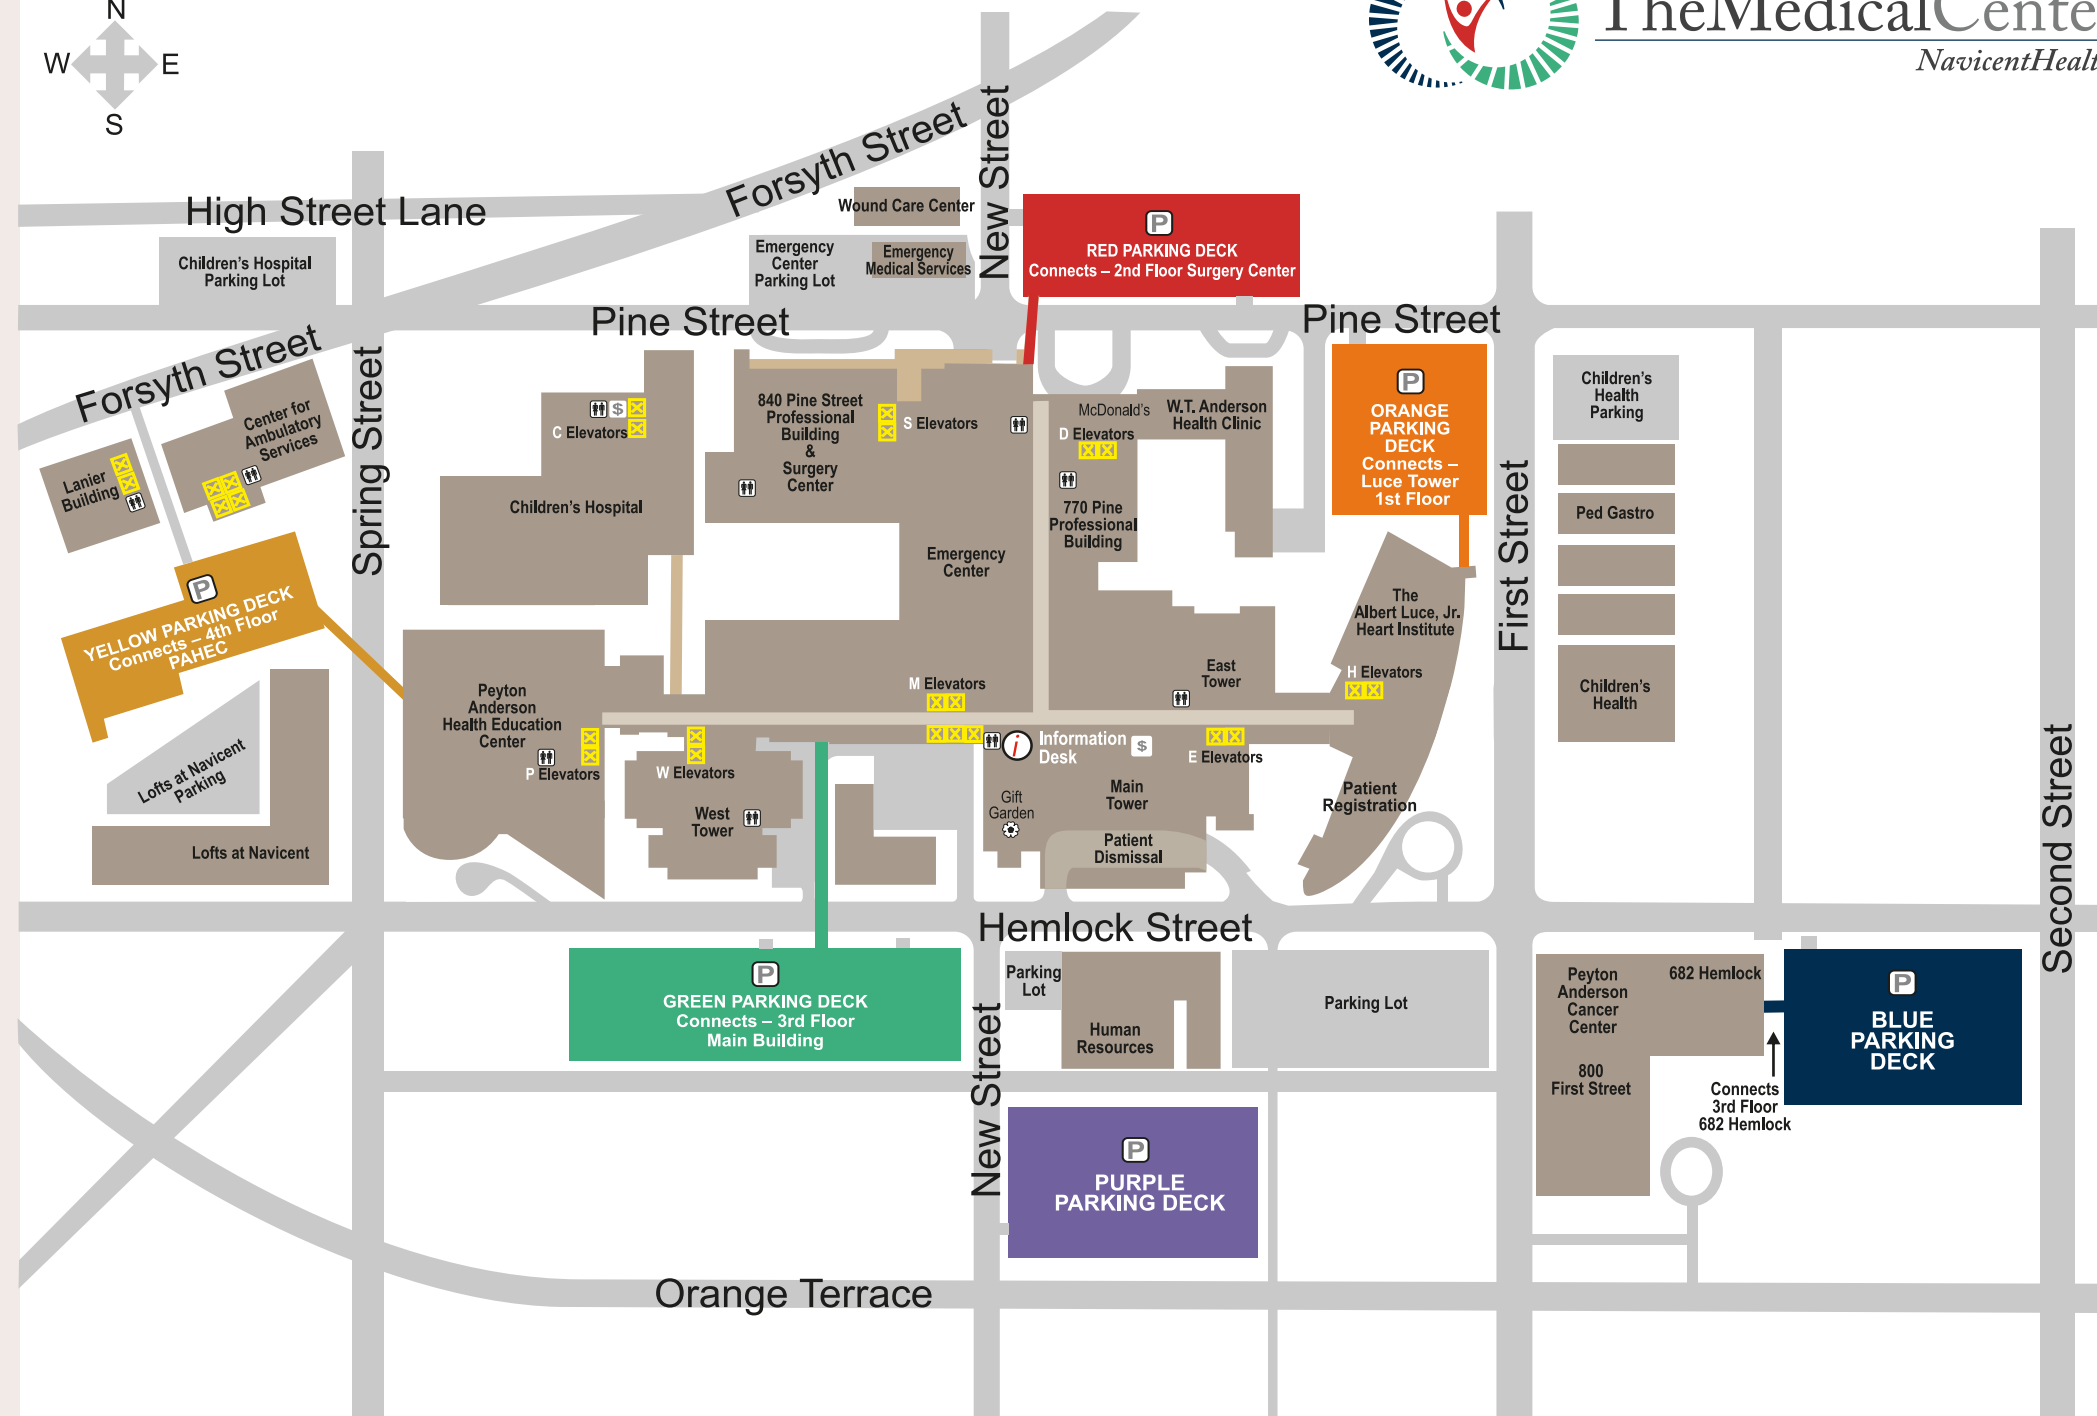 N
W E
S
TheMedicalCente
NavicentHealt
High Street Lane
Forsyth Street
New Street
Wound Care Center
Children's Hospital
Parking Lot
Emergency
Center
Parking Lot
Emergency
Medical Services
P
RED PARKING DECK
Connects – 2nd Floor Surgery Center
Pine Street
Pine Street
Forsyth Street
Spring Street
Center for
Ambulatory
Services
Lanier
Building
$
C Elevators
Children's Hospital
840 Pine Street
Professional
Building
&
Surgery
Center
S Elevators
Emergency
Center
McDonald's
D Elevators
W.T. Anderson
Health Clinic
770 Pine
Professional
Building
P
ORANGE
PARKING
DECK
Connects –
Luce Tower
1st Floor
First Street
Children's
Health
Parking
Ped Gastro
Children's
Health
P
YELLOW PARKING DECK
Connects – 4th Floor
PAHEC
The
Albert Luce, Jr.
Heart Institute
H Elevators
East
Tower
M Elevators
Peyton
Anderson
Health Education
Center
P Elevators
W Elevators
West
Tower
i
Information
Desk
$
E Elevators
Gift
Garden
Main
Tower
Patient
Dismissal
Patient
Registration
Lofts at Navicent
Parking
Lofts at Navicent
Second Street
Hemlock Street
P
GREEN PARKING DECK
Connects – 3rd Floor
Main Building
Parking
Lot
Human
Resources
Parking Lot
Peyton
Anderson
Cancer
Center
682 Hemlock
800
First Street
P
BLUE
PARKING
DECK
Connects
3rd Floor
682 Hemlock
New Street
P
PURPLE
PARKING DECK
Orange Terrace